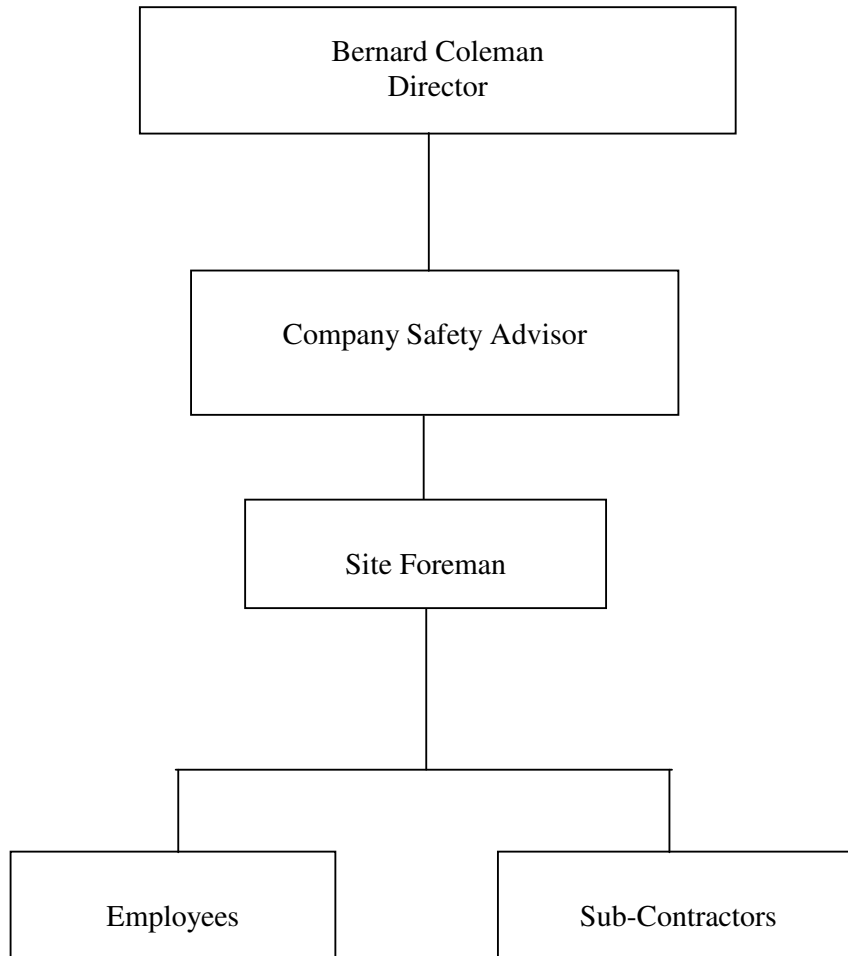 Bernard Coleman
Director
Company Safety Advisor
Site Foreman
Employees
Sub-Contractors